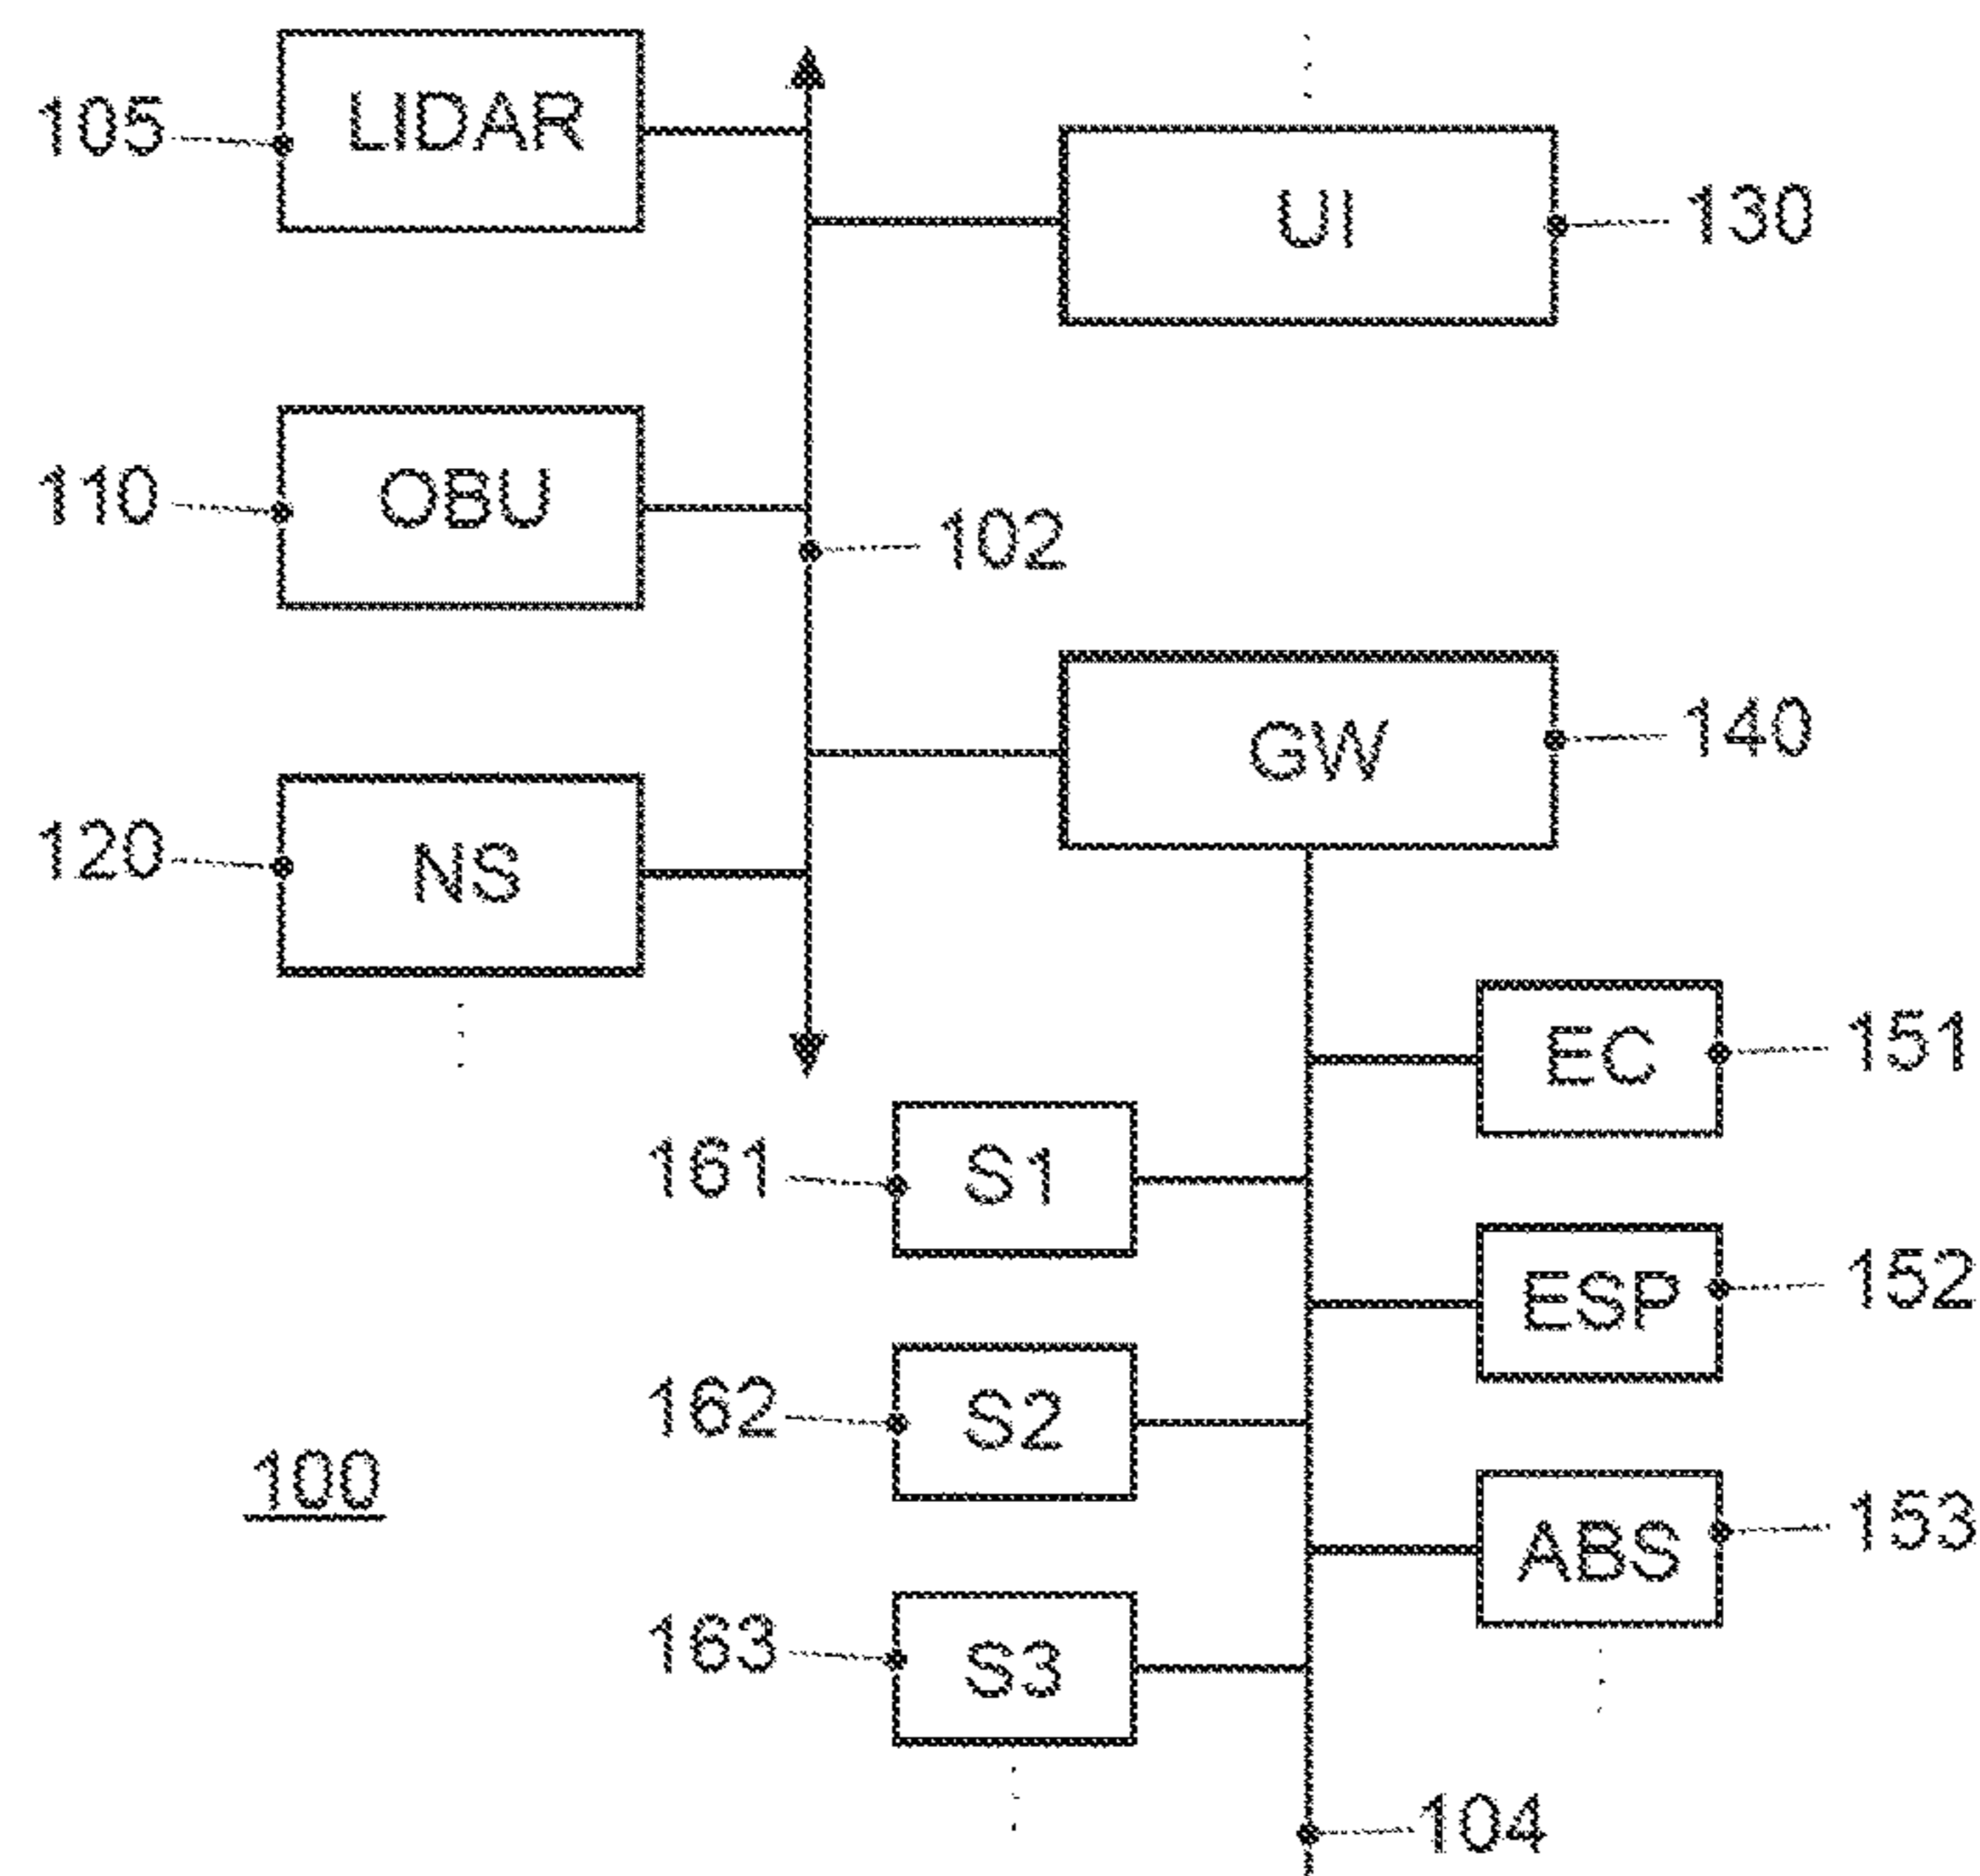 105 LIDAR
UI 130
110 OBU
102
GW 140
120 NS
EC 151
161 S1
ESP 152
162 S2
100
ABS 153
163 S3
104